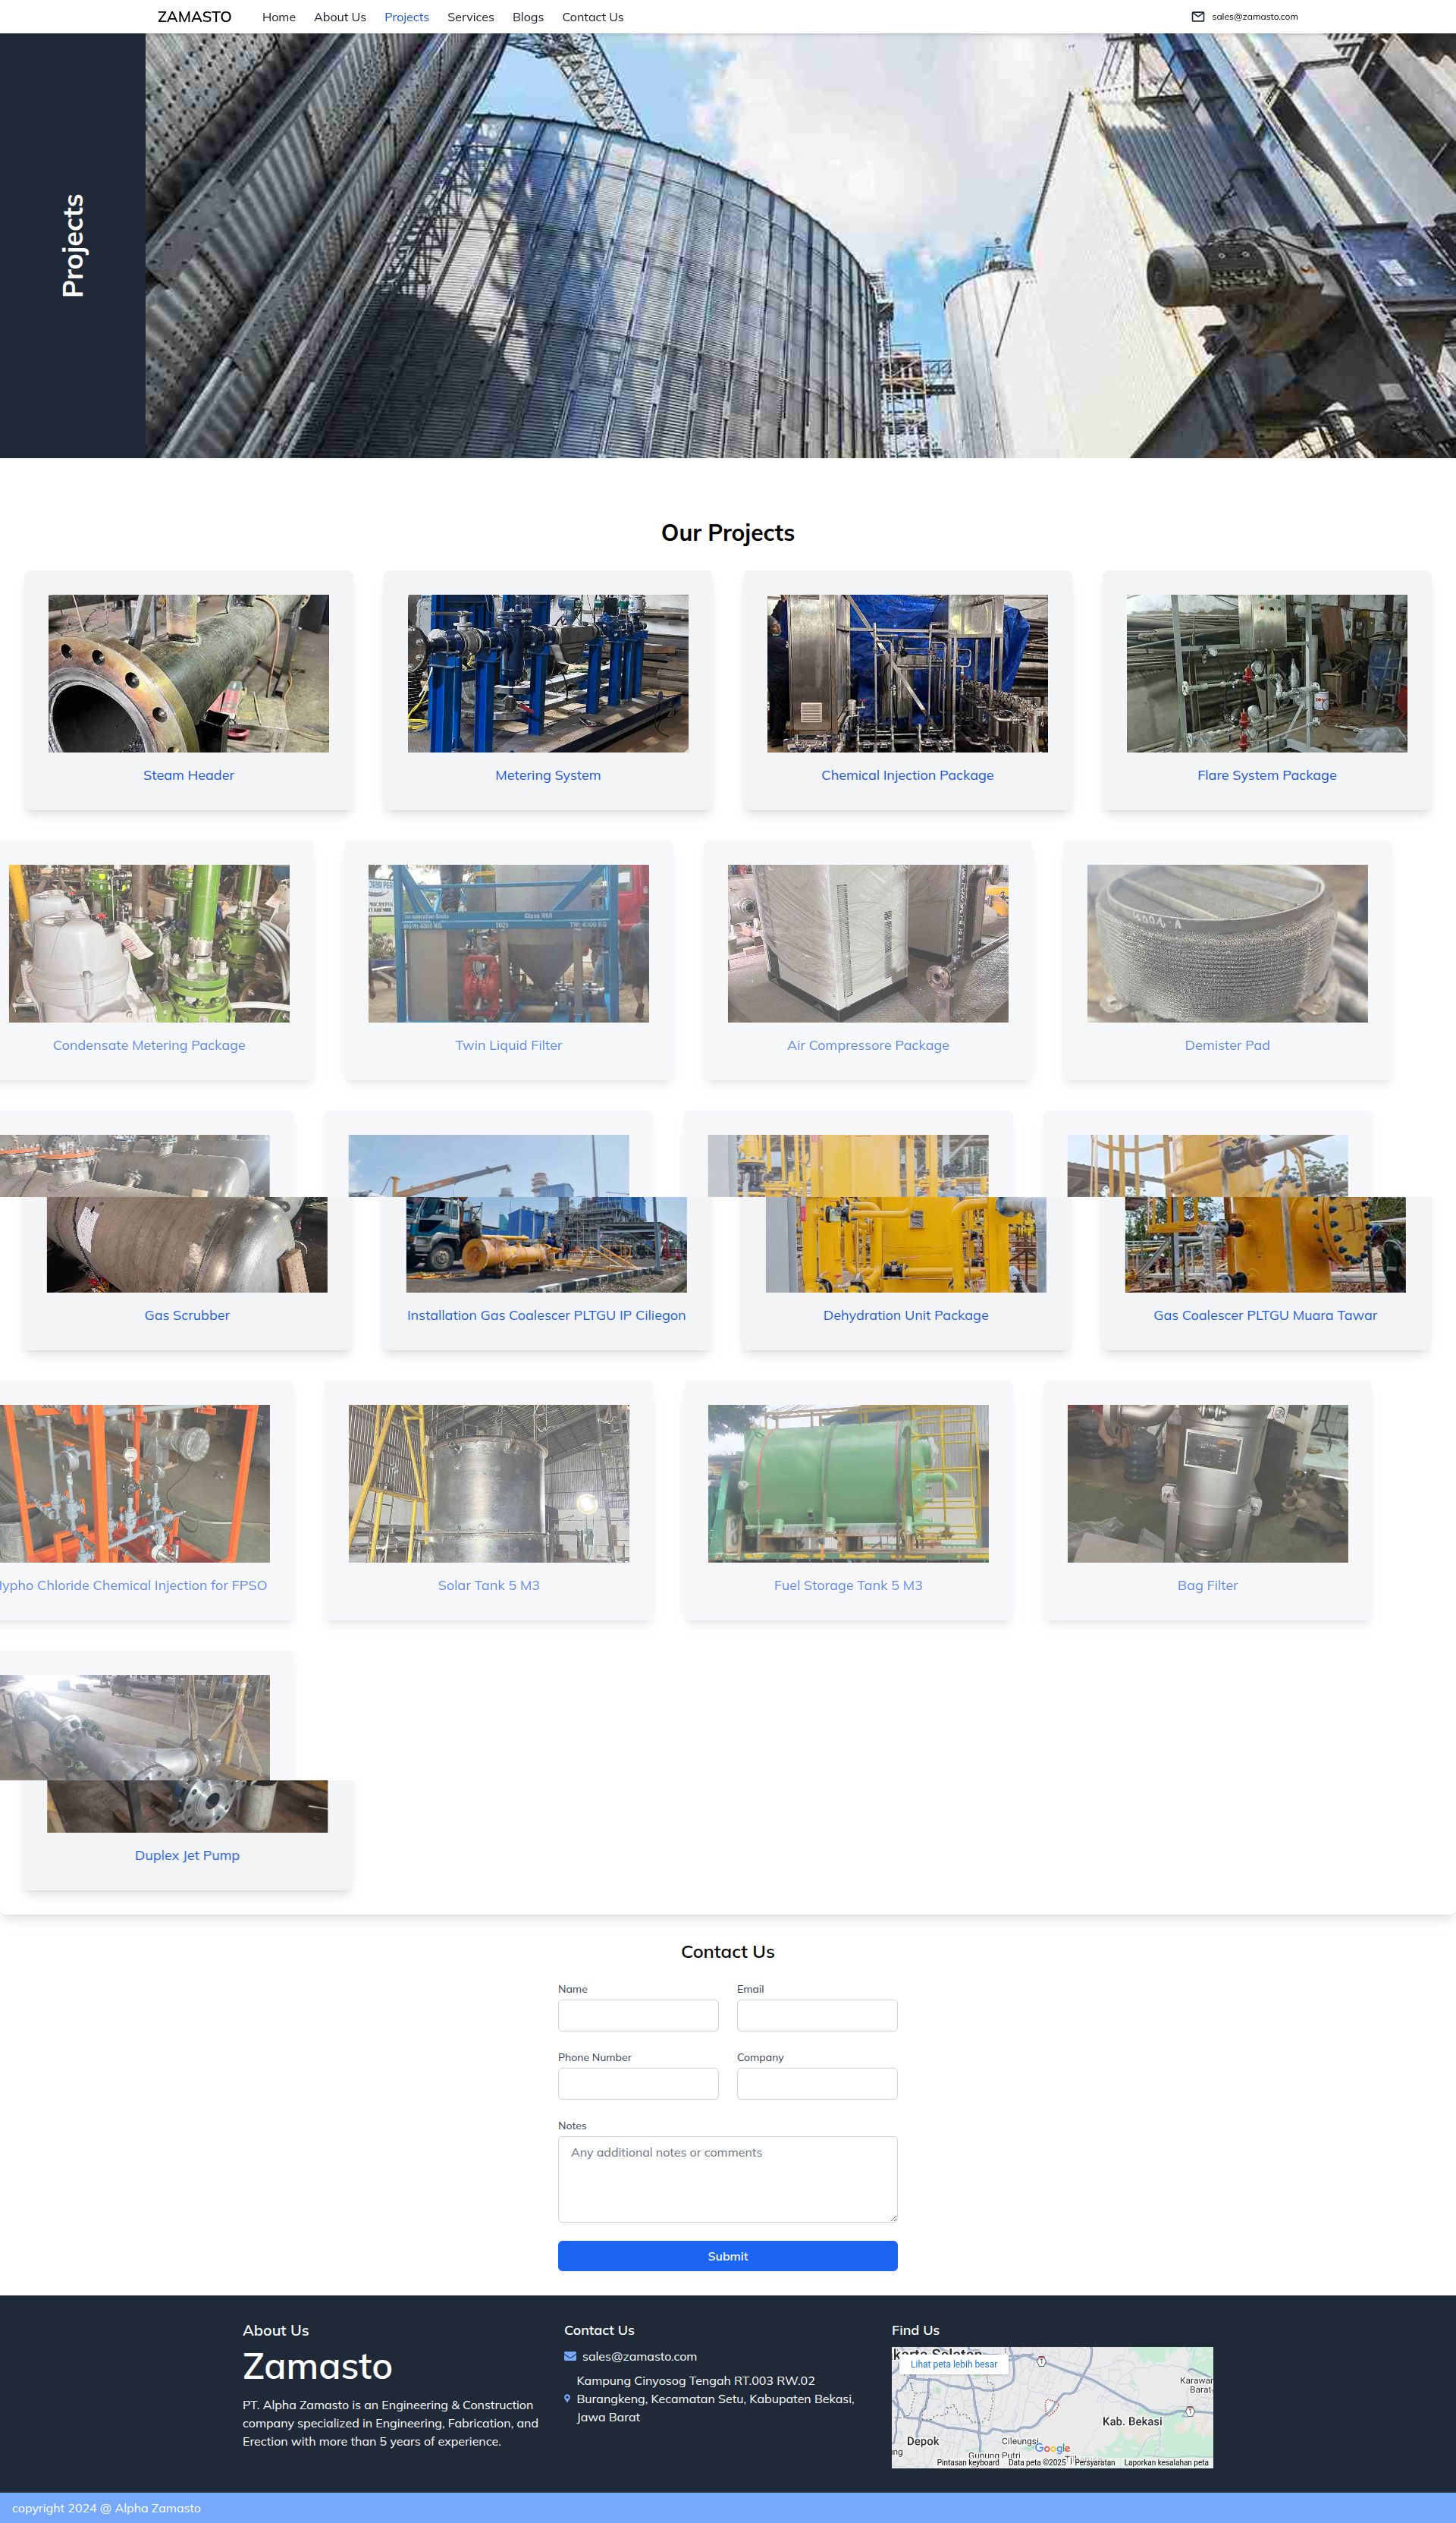 ZAMASTO
Home
About Us
Projects
Services
Blogs
Contact Us
sales@zamasto.com
Projects
Our Projects
Steam Header
Metering System
Chemical Injection Package
Flare System Package
Condensate Metering Package
Twin Liquid Filter
Air Compressore Package
Demister Pad
Gas Scrubber
Installation Gas Coalescer PLTGU IP Ciliegon
Dehydration Unit Package
Gas Coalescer PLTGU Muara Tawar
ypho Chloride Chemical Injection for FPSO
Solar Tank 5 M3
Fuel Storage Tank 5 M3
Bag Filter
Duplex Jet Pump
Contact Us
Name
Email
Phone Number
Company
Notes
Any additional notes or comments
Submit
About Us
Zamasto
PT. Alpha Zamasto is an Engineering & Construction
company specialized in Engineering, Fabrication, and
Erection with more than 5 years of experience.
Contact Us
sales@zamasto.com
Kampung Cinyosog Tengah RT.003 RW.02
Burangkeng, Kecamatan Setu, Kabupaten Bekasi,
Jawa Barat
Find Us
Lihat peta lebih besar
Karawan
Barat
Kab. Bekasi
Depok
Cileungsi
Gunung Putri
Google
Pintasan keyboard
Data peta ©2025
Persyaratan
Laporkan kesalahan peta
copyright 2024 @ Alpha Zamasto